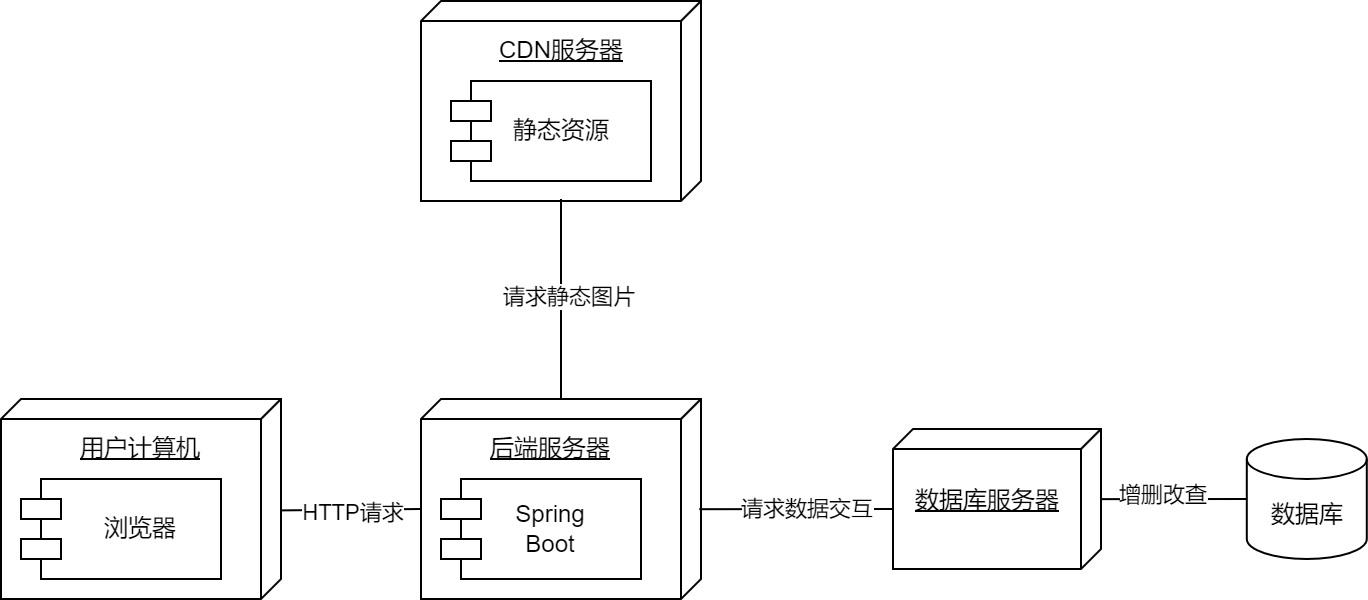 CDN服务器
静态资源
请求静态图片
用户计算机
浏览器
HTTP请求
后端服务器
Spring
Boot
请求数据交互
数据库服务器
增删改查
数据库